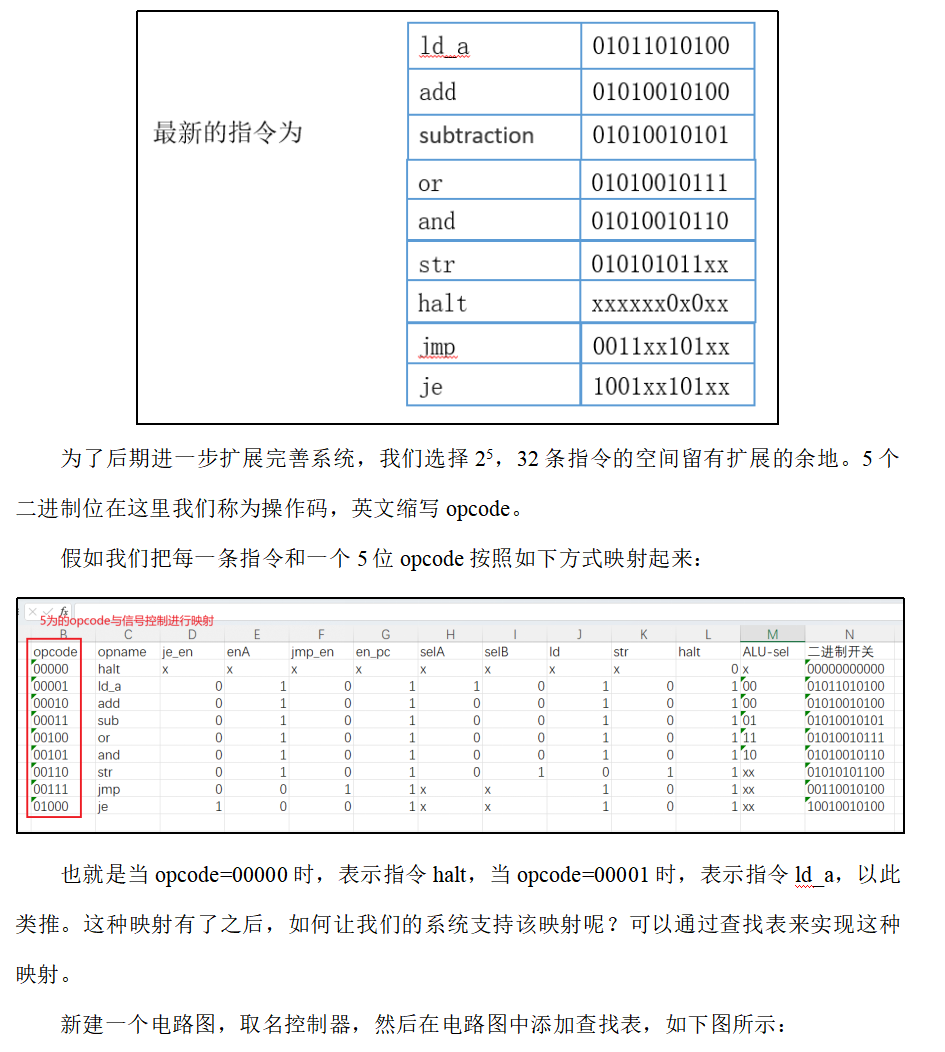 ld_a 01011010100
add 01010010100
最新的指令为
subtraction 01010010101
or 01010010111
and 01010010110
str 010101011xx
halt xxxxxx0x0xx
jmp 0011xx101xx
je 1001xx101xx
为了后期进一步扩展完善系统，我们选择 2⁵，32 条指令的空间留有扩展的余地。5 个
二进制位在这里我们称为操作码，英文缩写 opcode。
假如我们把每一条指令和一个 5 位 opcode 按照如下方式映射起来：
fx
5为的opcode与信号控制进行映射
B C D E F G H I J K L M N
opcode opname je_en enA jmp_en en_pc selA selB ld str halt ALU-sel 二进制开关
00000 halt x x x x x x x x 0 x 00000000000
00001 ld_a 0 1 0 1 1 0 1 0 1 00 01011010100
00010 add 0 1 0 1 0 0 1 0 1 00 01010010100
00011 sub 0 1 0 1 0 0 1 0 1 01 01010010101
00100 or 0 1 0 1 0 0 1 0 1 11 01010010111
00101 and 0 1 0 1 0 0 1 0 1 10 01010010110
00110 str 0 1 0 1 0 1 0 1 1 xx 01010101100
00111 jmp 0 0 1 1 x x 1 0 1 xx 00110010100
01000 je 1 0 0 1 x x 1 0 1 xx 10010010100
也就是当 opcode=00000 时，表示指令 halt，当 opcode=00001 时，表示指令 ld_a，以此
类推。这种映射有了之后，如何让我们的系统支持该映射呢？可以通过查找表来实现这种
映射。
新建一个电路图，取名控制器，然后在电路图中添加查找表，如下图所示：